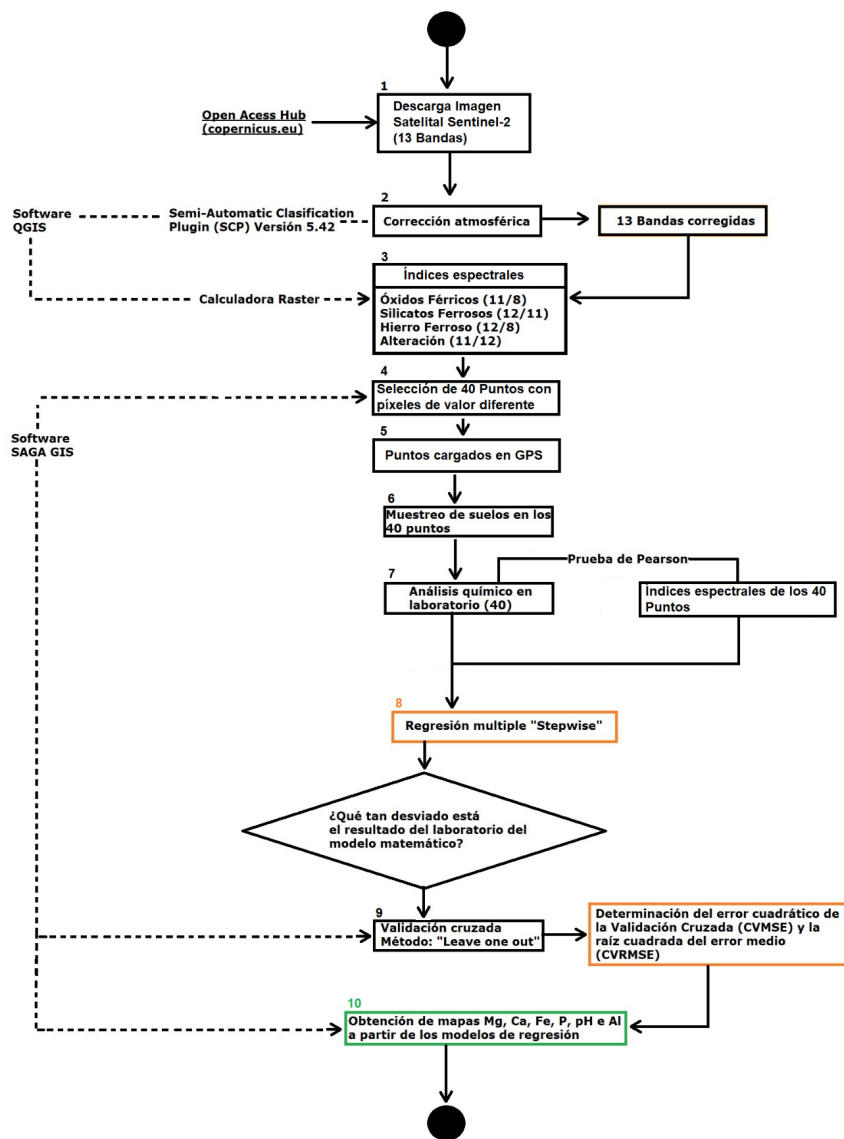 1
Descarga Imagen
Satelital Sentinel-2
(13 Bandas)
Open Acess Hub
(copernicus.eu)
2
Corrección atmosférica
13 Bandas corregidas
Software
QGIS
Semi-Automatic Clasification
Plugin (SCP) Versión 5.42
3
Índices espectrales
Óxidos Férricos (11/8)
Silicatos Ferrosos (12/11)
Hierro Ferroso (12/8)
Alteración (11/12)
Calculadora Raster
4
Selección de 40 Puntos con
píxeles de valor diferente
Software
SAGA GIS
5
Puntos cargados en GPS
6
Muestreo de suelos en los
40 puntos
Prueba de Pearson
7
Análisis químico en
laboratorio (40)
Índices espectrales de los 40
Puntos
8
Regresión multiple "Stepwise"
¿Qué tan desviado está
el resultado del laboratorio del
modelo matemático?
9
Validación cruzada
Método: "Leave one out"
Determinación del error cuadrático de
la Validación Cruzada (CVMSE) y la
raíz cuadrada del error medio
(CVRMSE)
10
Obtención de mapas Mg, Ca, Fe, P, pH e Al
a partir de los modelos de regresión